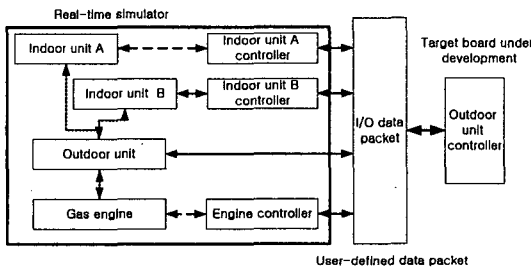 Real-time simulator
Indoor unit A
Indoor unit A
controller
Indoor unit B
Indoor unit B
controller
Outdoor unit
Gas engine
Engine controller
I/O data
packet
Target board under
development
Outdoor
unit
controller
User-defined data packet